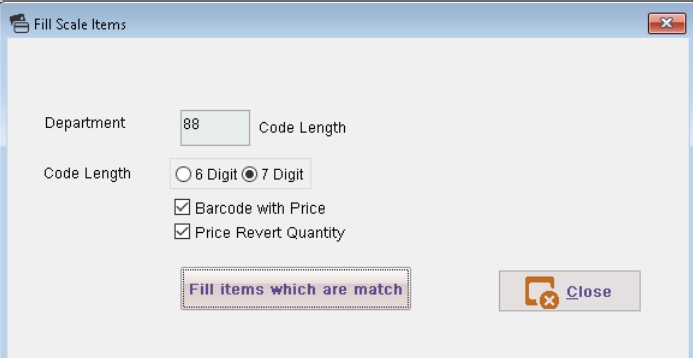 Fill Scale Items
Department 88 Code Length
Code Length 6 Digit 7 Digit
Barcode with Price
Price Revert Quantity
Fill items which are match Close